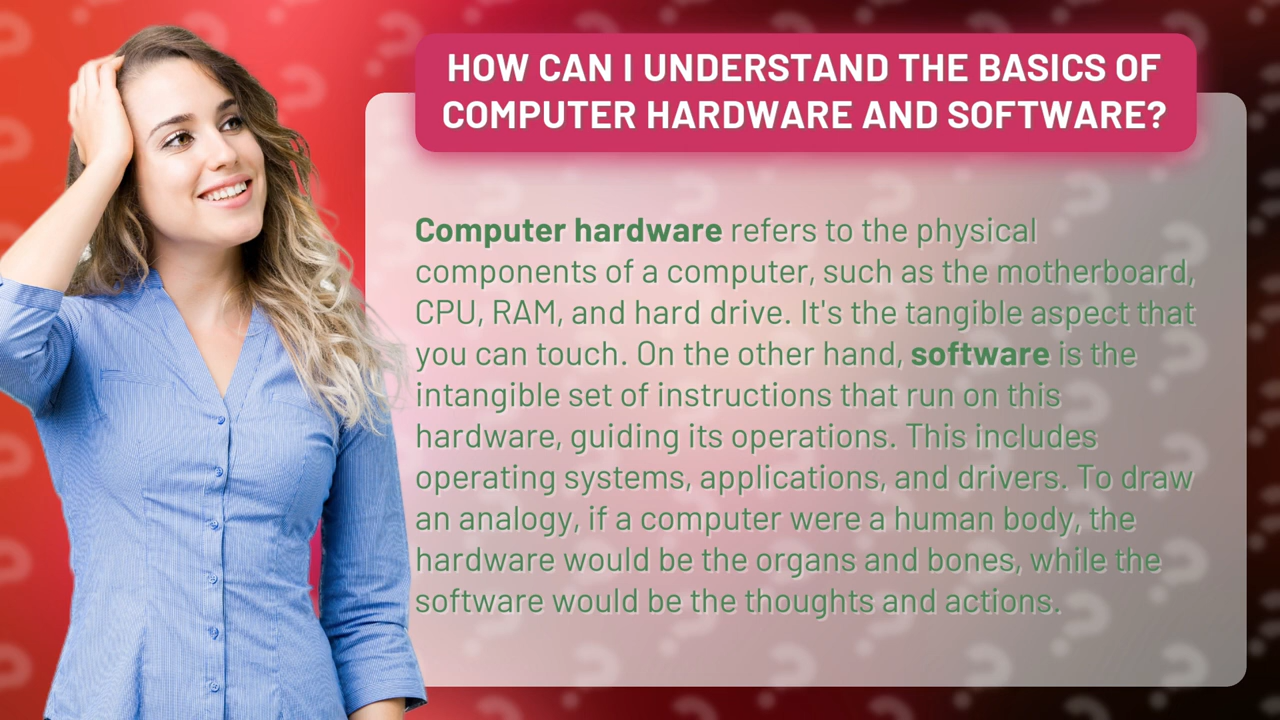 HOW CAN I UNDERSTAND THE BASICS OF
COMPUTER HARDWARE AND SOFTWARE?
Computer hardware refers to the physical
components of a computer, such as the motherboard,
CPU, RAM, and hard drive. It's the tangible aspect that
you can touch. On the other hand, software is the
intangible set of instructions that run on this
hardware, guiding its operations. This includes
operating systems, applications, and drivers. To draw
an analogy, if a computer were a human body, the
hardware would be the organs and bones, while the
software would be the thoughts and actions.